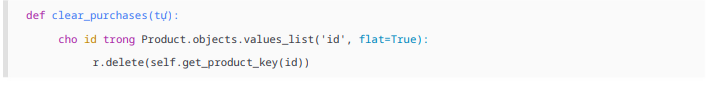 def clear_purchases(tự):
cho id trong Product.objects.values_list('id', flat=True):
r.delete(self.get_product_key(id))